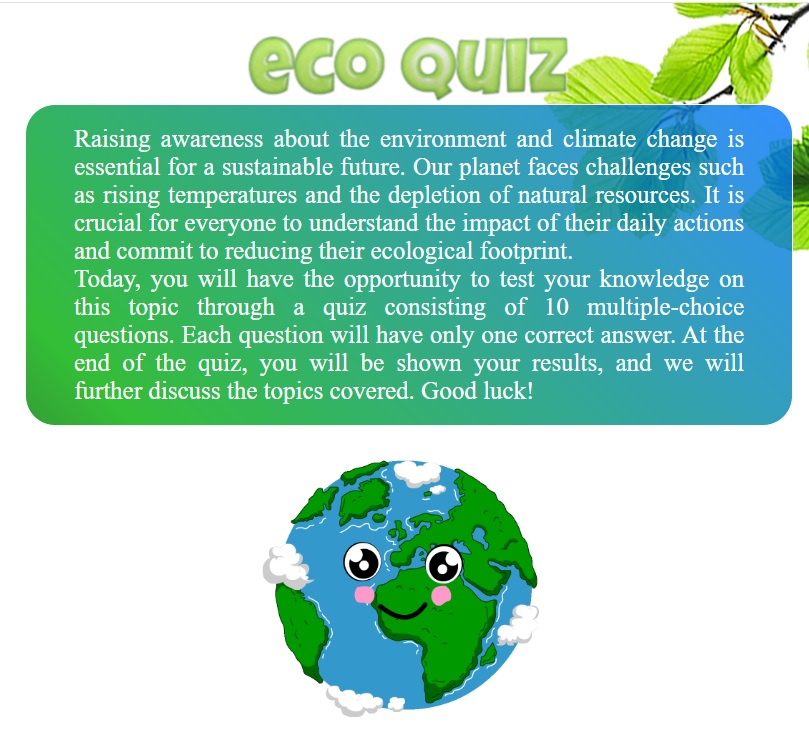 eco QUIZ
Raising awareness about the environment and climate change is
essential for a sustainable future. Our planet faces challenges such
as rising temperatures and the depletion of natural resources. It is
crucial for everyone to understand the impact of their daily actions
and commit to reducing their ecological footprint.
Today, you will have the opportunity to test your knowledge on
this topic through a quiz consisting of 10 multiple-choice
questions. Each question will have only one correct answer. At the
end of the quiz, you will be shown your results, and we will
further discuss the topics covered. Good luck!